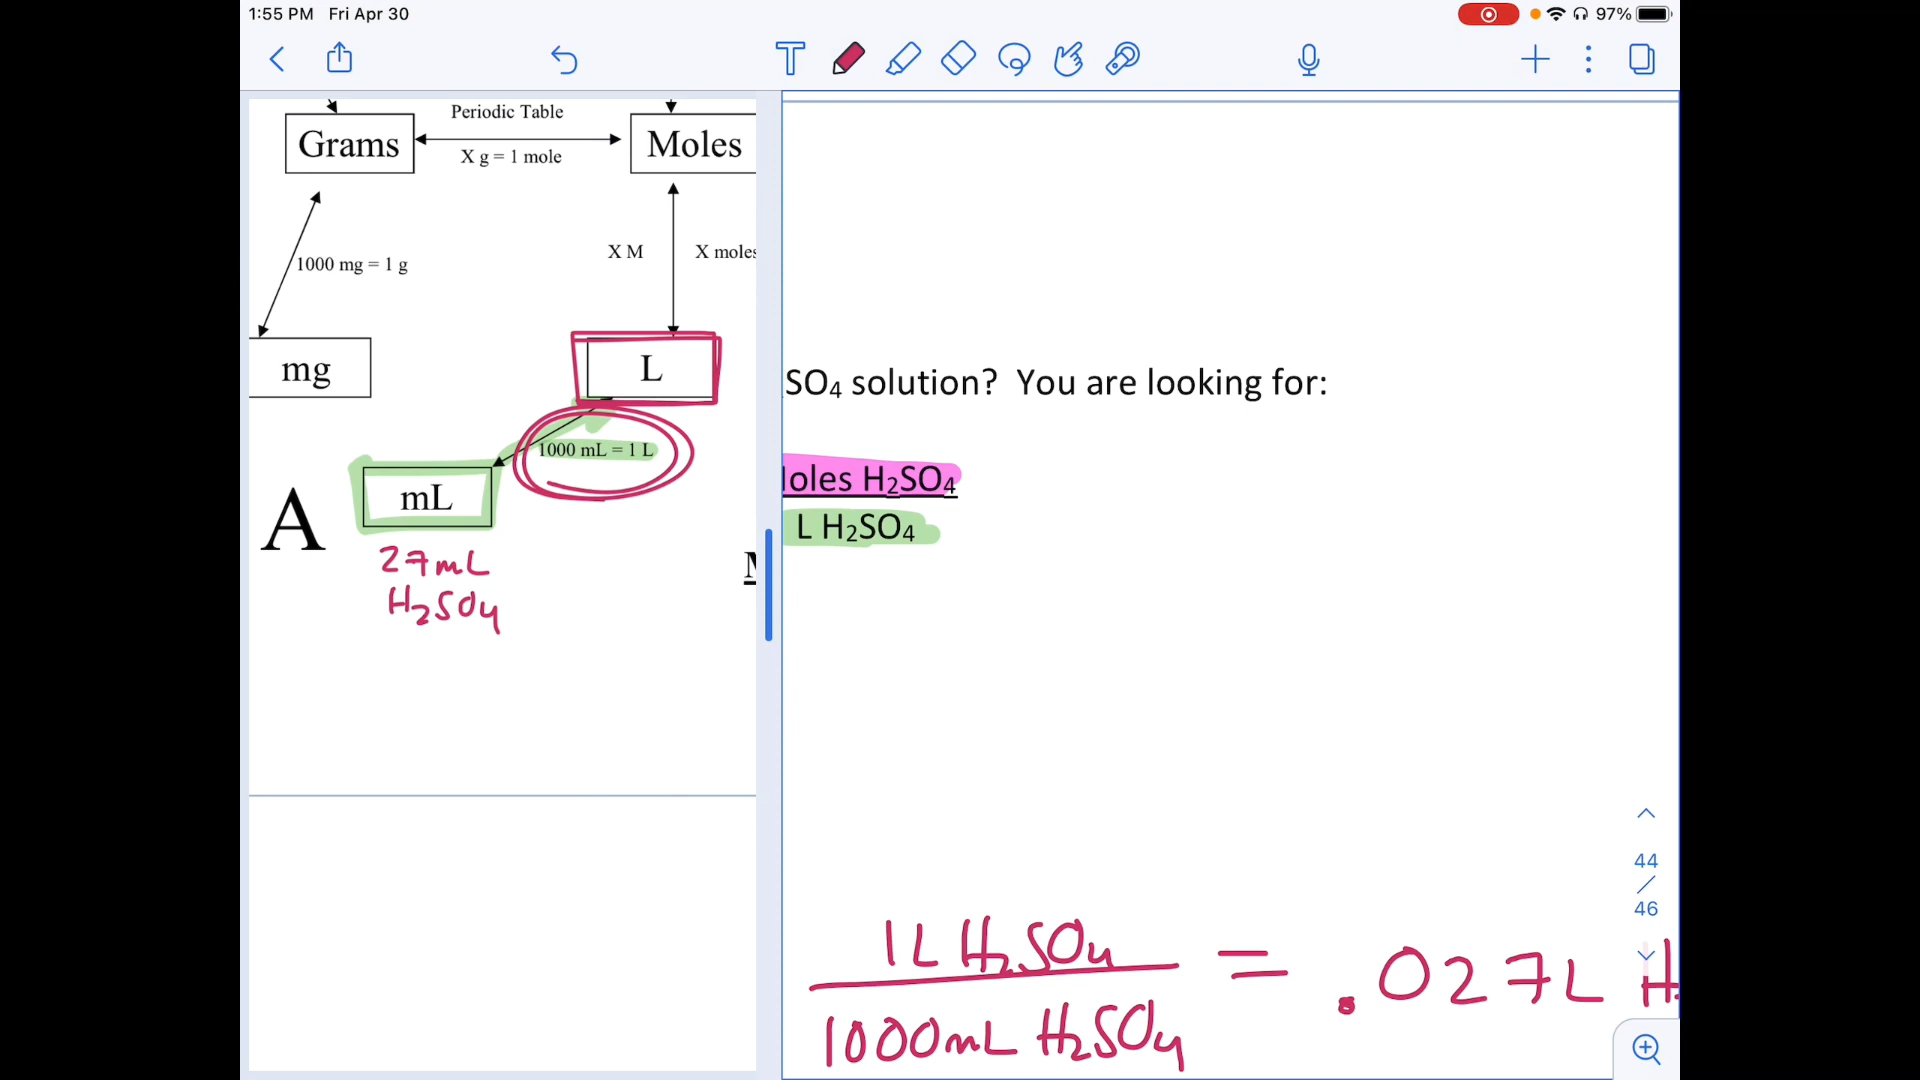 1:55 PM Fri Apr 30
97%
Periodic Table
Grams
X g = 1 mole
Moles
1000 mg = 1 g
X M
X moles
mg
L
1000 mL = 1 L
mL
A
27mL
H₂SO₄
SO₄ solution? You are looking for:
oles H₂SO₄
L H₂SO₄
44
/
46
1L H₂SO₄
1000mL H₂SO₄
= .027L H